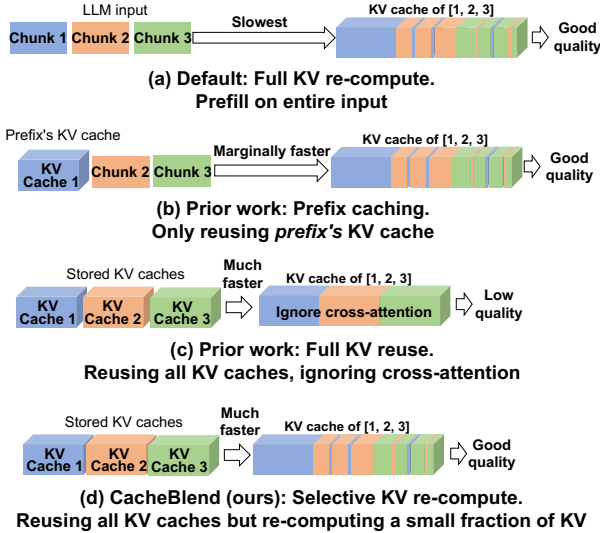 LLM input
Chunk 1 Chunk 2 Chunk 3
Slowest
KV cache of [1, 2, 3]
Good quality
(a) Default: Full KV re-compute.
Prefill on entire input
Prefix's KV cache
KV Cache 1
Chunk 2 Chunk 3
Marginally faster
KV cache of [1, 2, 3]
Good quality
(b) Prior work: Prefix caching.
Only reusing prefix's KV cache
Stored KV caches
KV Cache 1
KV Cache 2
KV Cache 3
Much faster
KV cache of [1, 2, 3]
Ignore cross-attention
Low quality
(c) Prior work: Full KV reuse.
Reusing all KV caches, ignoring cross-attention
Stored KV caches
KV Cache 1
KV Cache 2
KV Cache 3
Much faster
KV cache of [1, 2, 3]
Good quality
(d) CacheBlend (ours): Selective KV re-compute.
Reusing all KV caches but re-computing a small fraction of KV